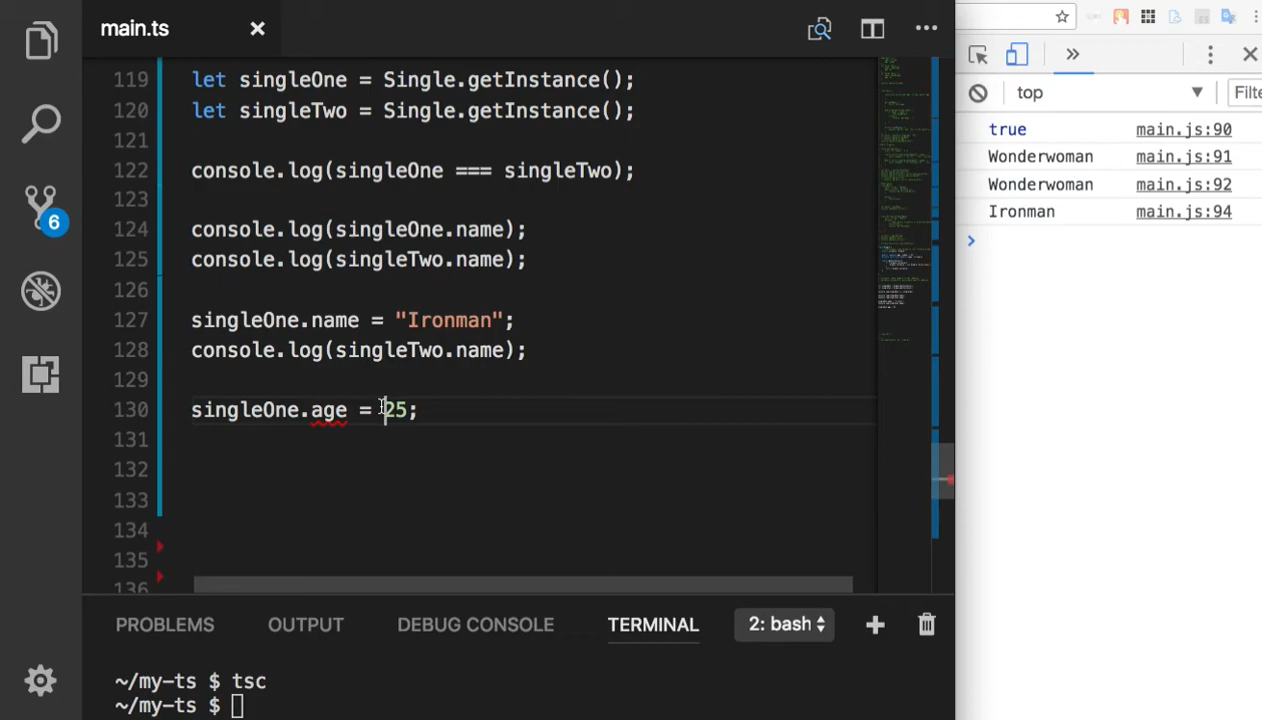 main.ts
119 let singleOne = Single.getInstance();
120 let singleTwo = Single.getInstance();
121
122 console.log(singleOne === singleTwo);
123
124 console.log(singleOne.name);
125 console.log(singleTwo.name);
126
127 singleOne.name = "Ironman";
128 console.log(singleTwo.name);
129
130 singleOne.age = 25;
131
132
133
134
135
136
6
PROBLEMS OUTPUT DEBUG CONSOLE TERMINAL 2: bash
~/my-ts $ tsc
~/my-ts $
top Filte
true main.js:90
Wonderwoman main.js:91
Wonderwoman main.js:92
Ironman main.js:94